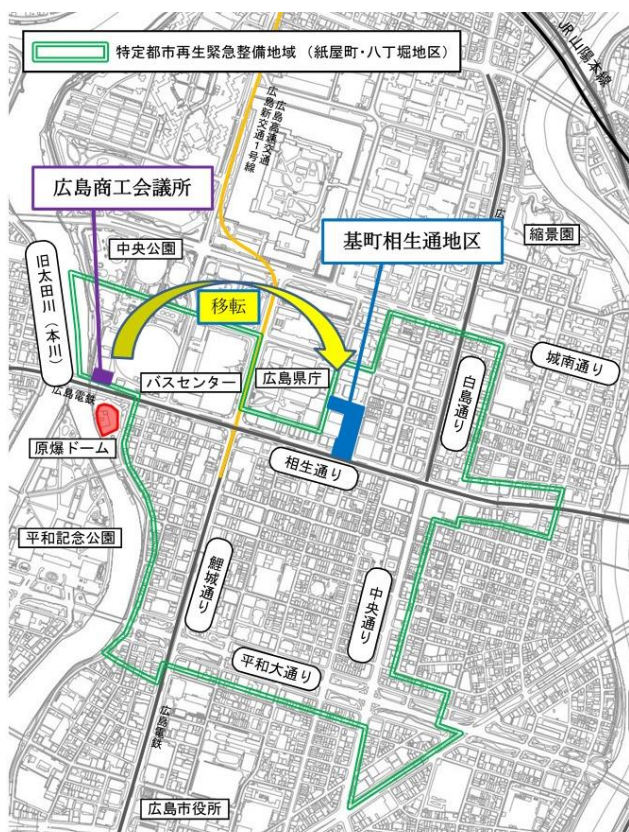 特定都市再生緊急整備地域（紙屋町・八丁堀地区）
JR山陽本線
広島高速交通
広島新交通1号線
広島商工会議所
中央公園
基町相生通地区
縮景園
旧太田川（本川）
移転
城南通り
白島通り
バスセンター
広島県庁
広島電鉄
原爆ドーム
相生通り
平和記念公園
鯉城通り
中央通り
平和大通り
広島電鉄
広島市役所